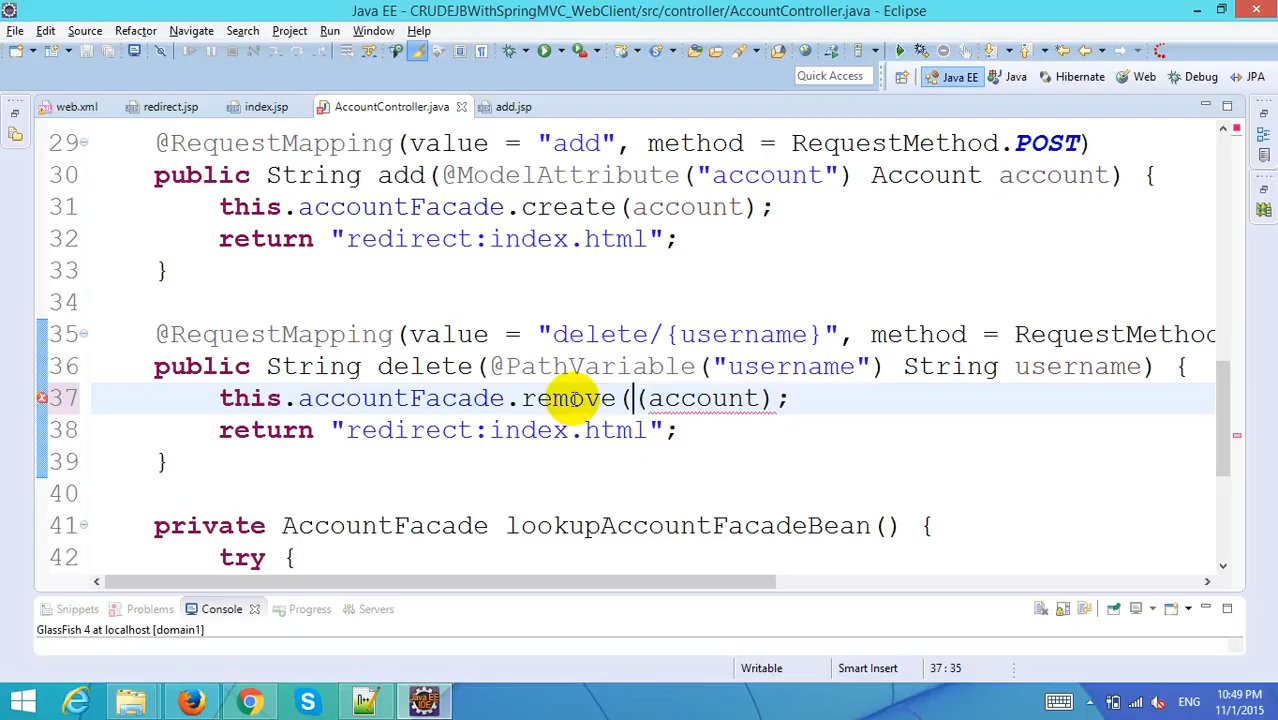 Java EE - CRUDEJBWithSpringMVC_WebClient/src/controller/AccountController.java - Eclipse
File Edit Source Refactor Navigate Search Project Run Window Help
Quick Access Java EE Java Hibernate Web Debug JPA
web.xml redirect.jsp index.jsp AccountController.java add.jsp
29 @RequestMapping(value = "add", method = RequestMethod.POST)
30 public String add(@ModelAttribute("account") Account account) {
31 this.accountFacade.create(account);
32 return "redirect:index.html";
33 }
34
35 @RequestMapping(value = "delete/{username}", method = RequestMethod
36 public String delete(@PathVariable("username") String username) {
37 this.accountFacade.remove((account);
38 return "redirect:index.html";
39 }
40
41 private AccountFacade lookupAccountFacadeBean() {
42 try {
Snippets Problems Console Progress Servers
GlassFish 4 at localhost [domain1]
Writable Smart Insert 37 : 35
ENG 10:49 PM
11/1/2015